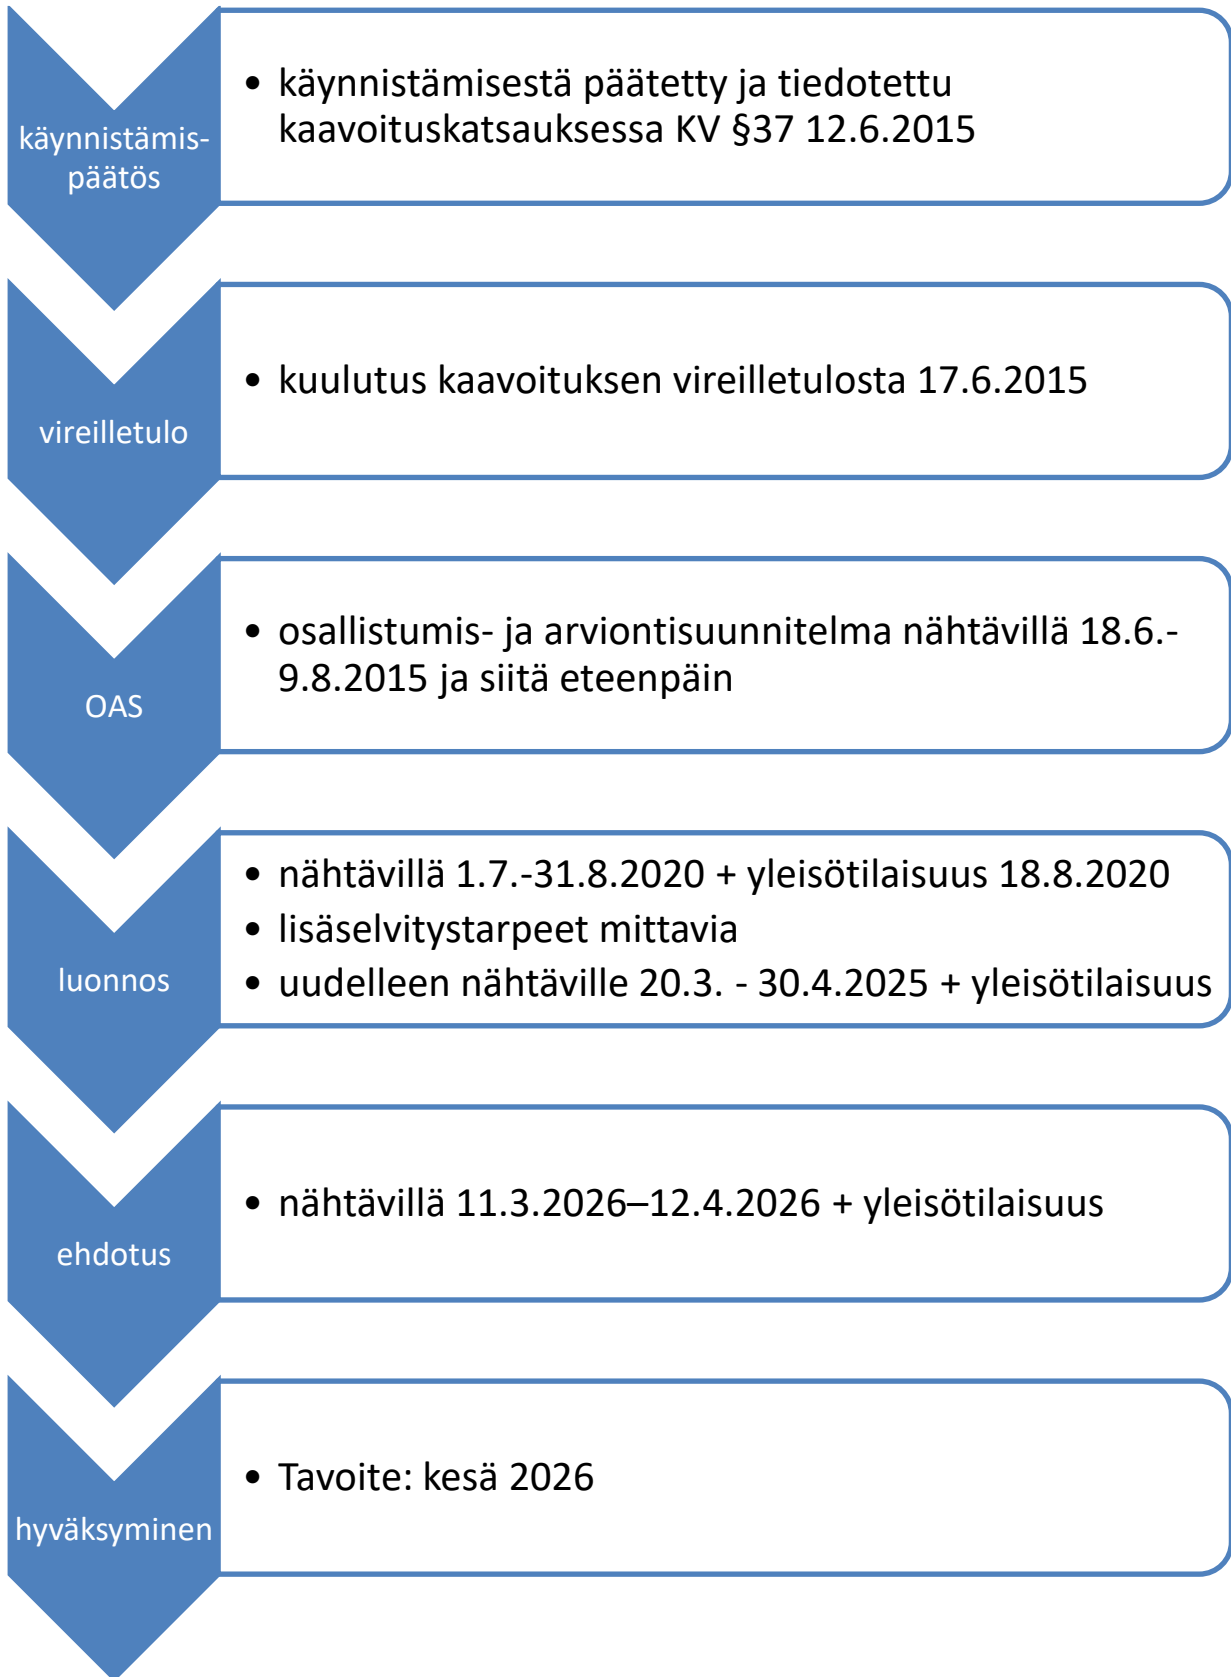 käynnistämis-
päätös
• käynnistämisestä päätetty ja tiedotettu
kaavoituskatsauksessa KV §37 12.6.2015
vireilletulo
• kuulutus kaavoituksen vireilletulosta 17.6.2015
OAS
• osallistumis- ja arviontisuunnitelma nähtävillä 18.6.-
9.8.2015 ja siitä eteenpäin
luonnos
• nähtävillä 1.7.-31.8.2020 + yleisötilaisuus 18.8.2020
• lisäselvitystarpeet mittavia
• uudelleen nähtäville 20.3. - 30.4.2025 + yleisötilaisuus
ehdotus
• nähtävillä 11.3.2026–12.4.2026 + yleisötilaisuus
hyväksyminen
• Tavoite: kesä 2026